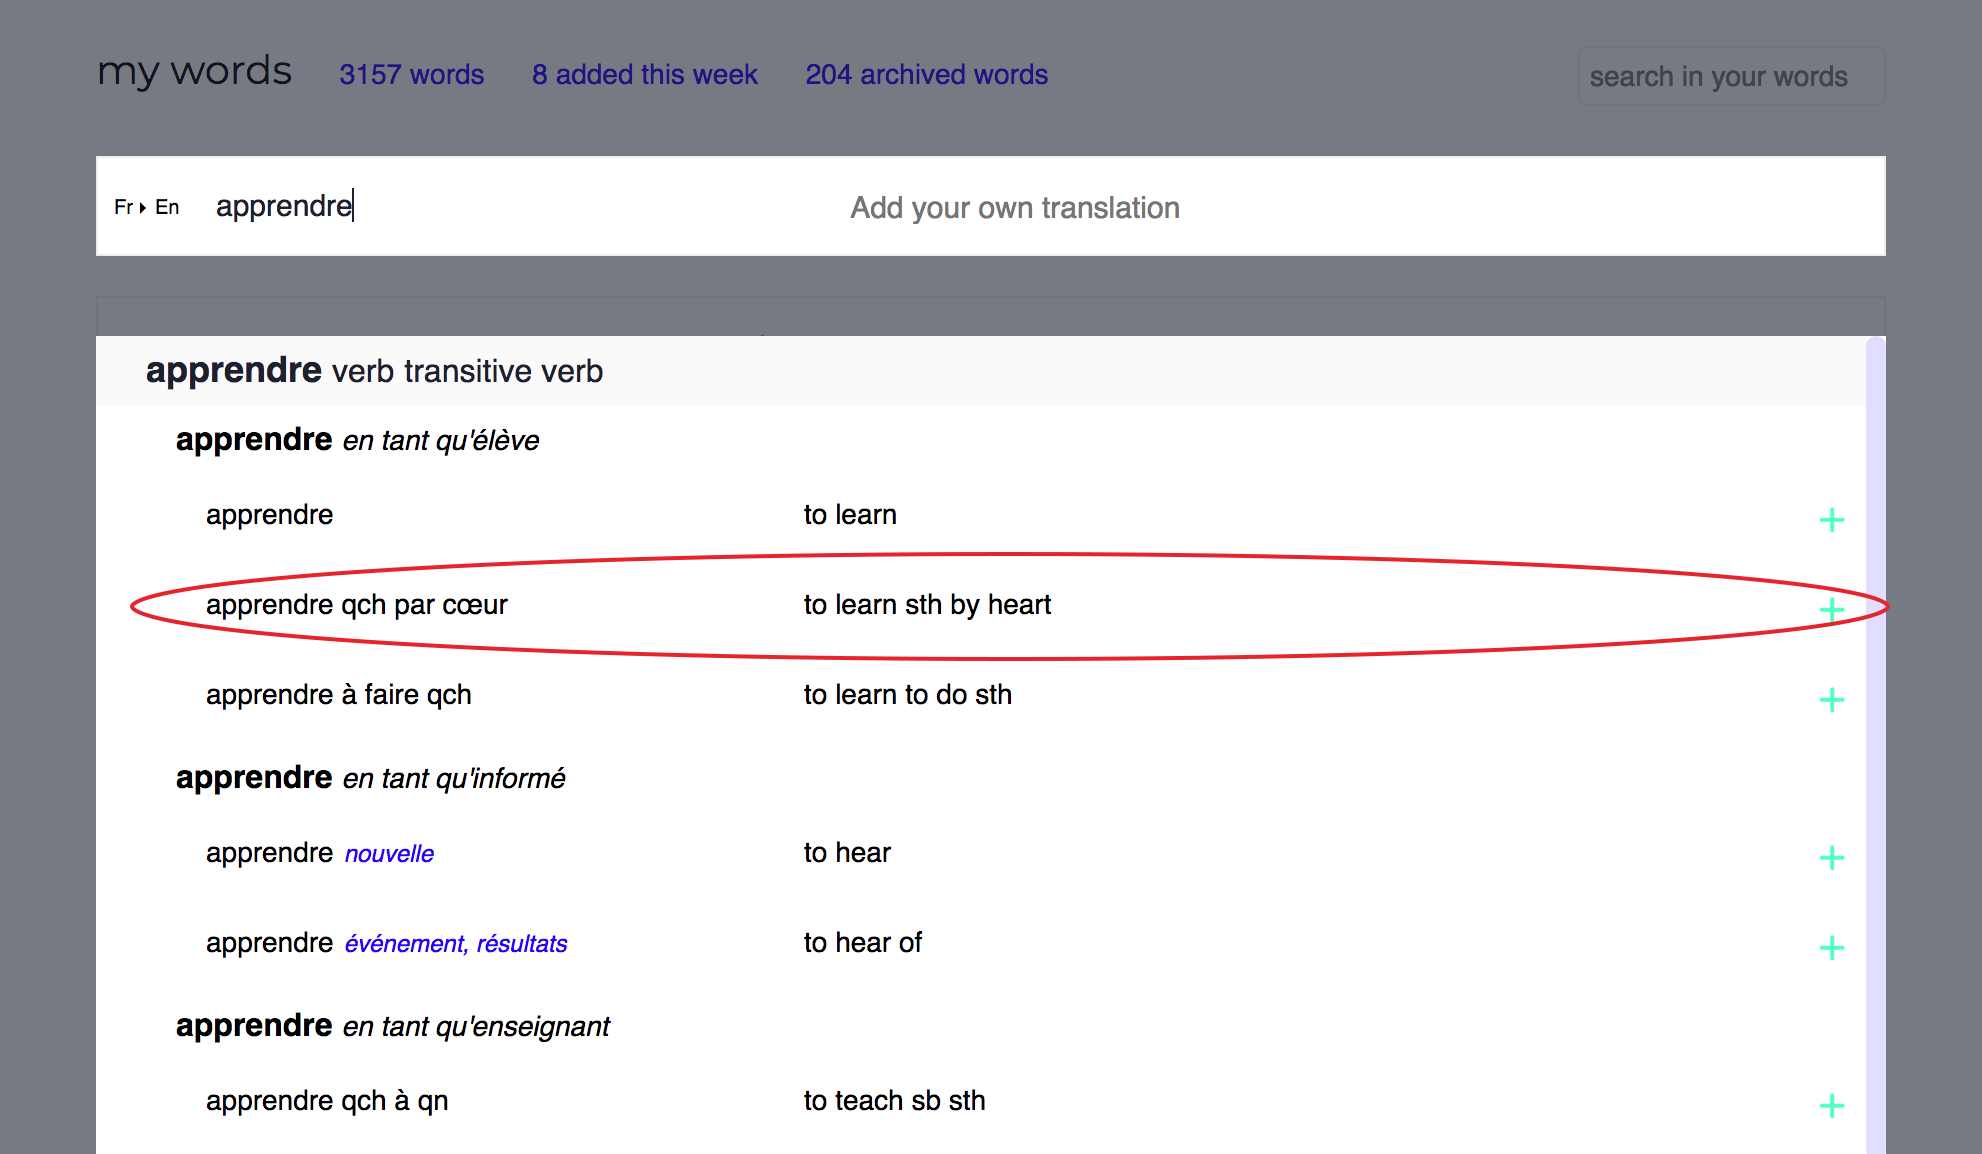 my words 3157 words 8 added this week 204 archived words search in your words
Fr ▸ En apprendre Add your own translation
apprendre verb transitive verb
apprendre en tant qu'élève
apprendre to learn +
apprendre qch par cœur to learn sth by heart +
apprendre à faire qch to learn to do sth +
apprendre en tant qu'informé
apprendre nouvelle to hear +
apprendre événement, résultats to hear of +
apprendre en tant qu'enseignant
apprendre qch à qn to teach sb sth +